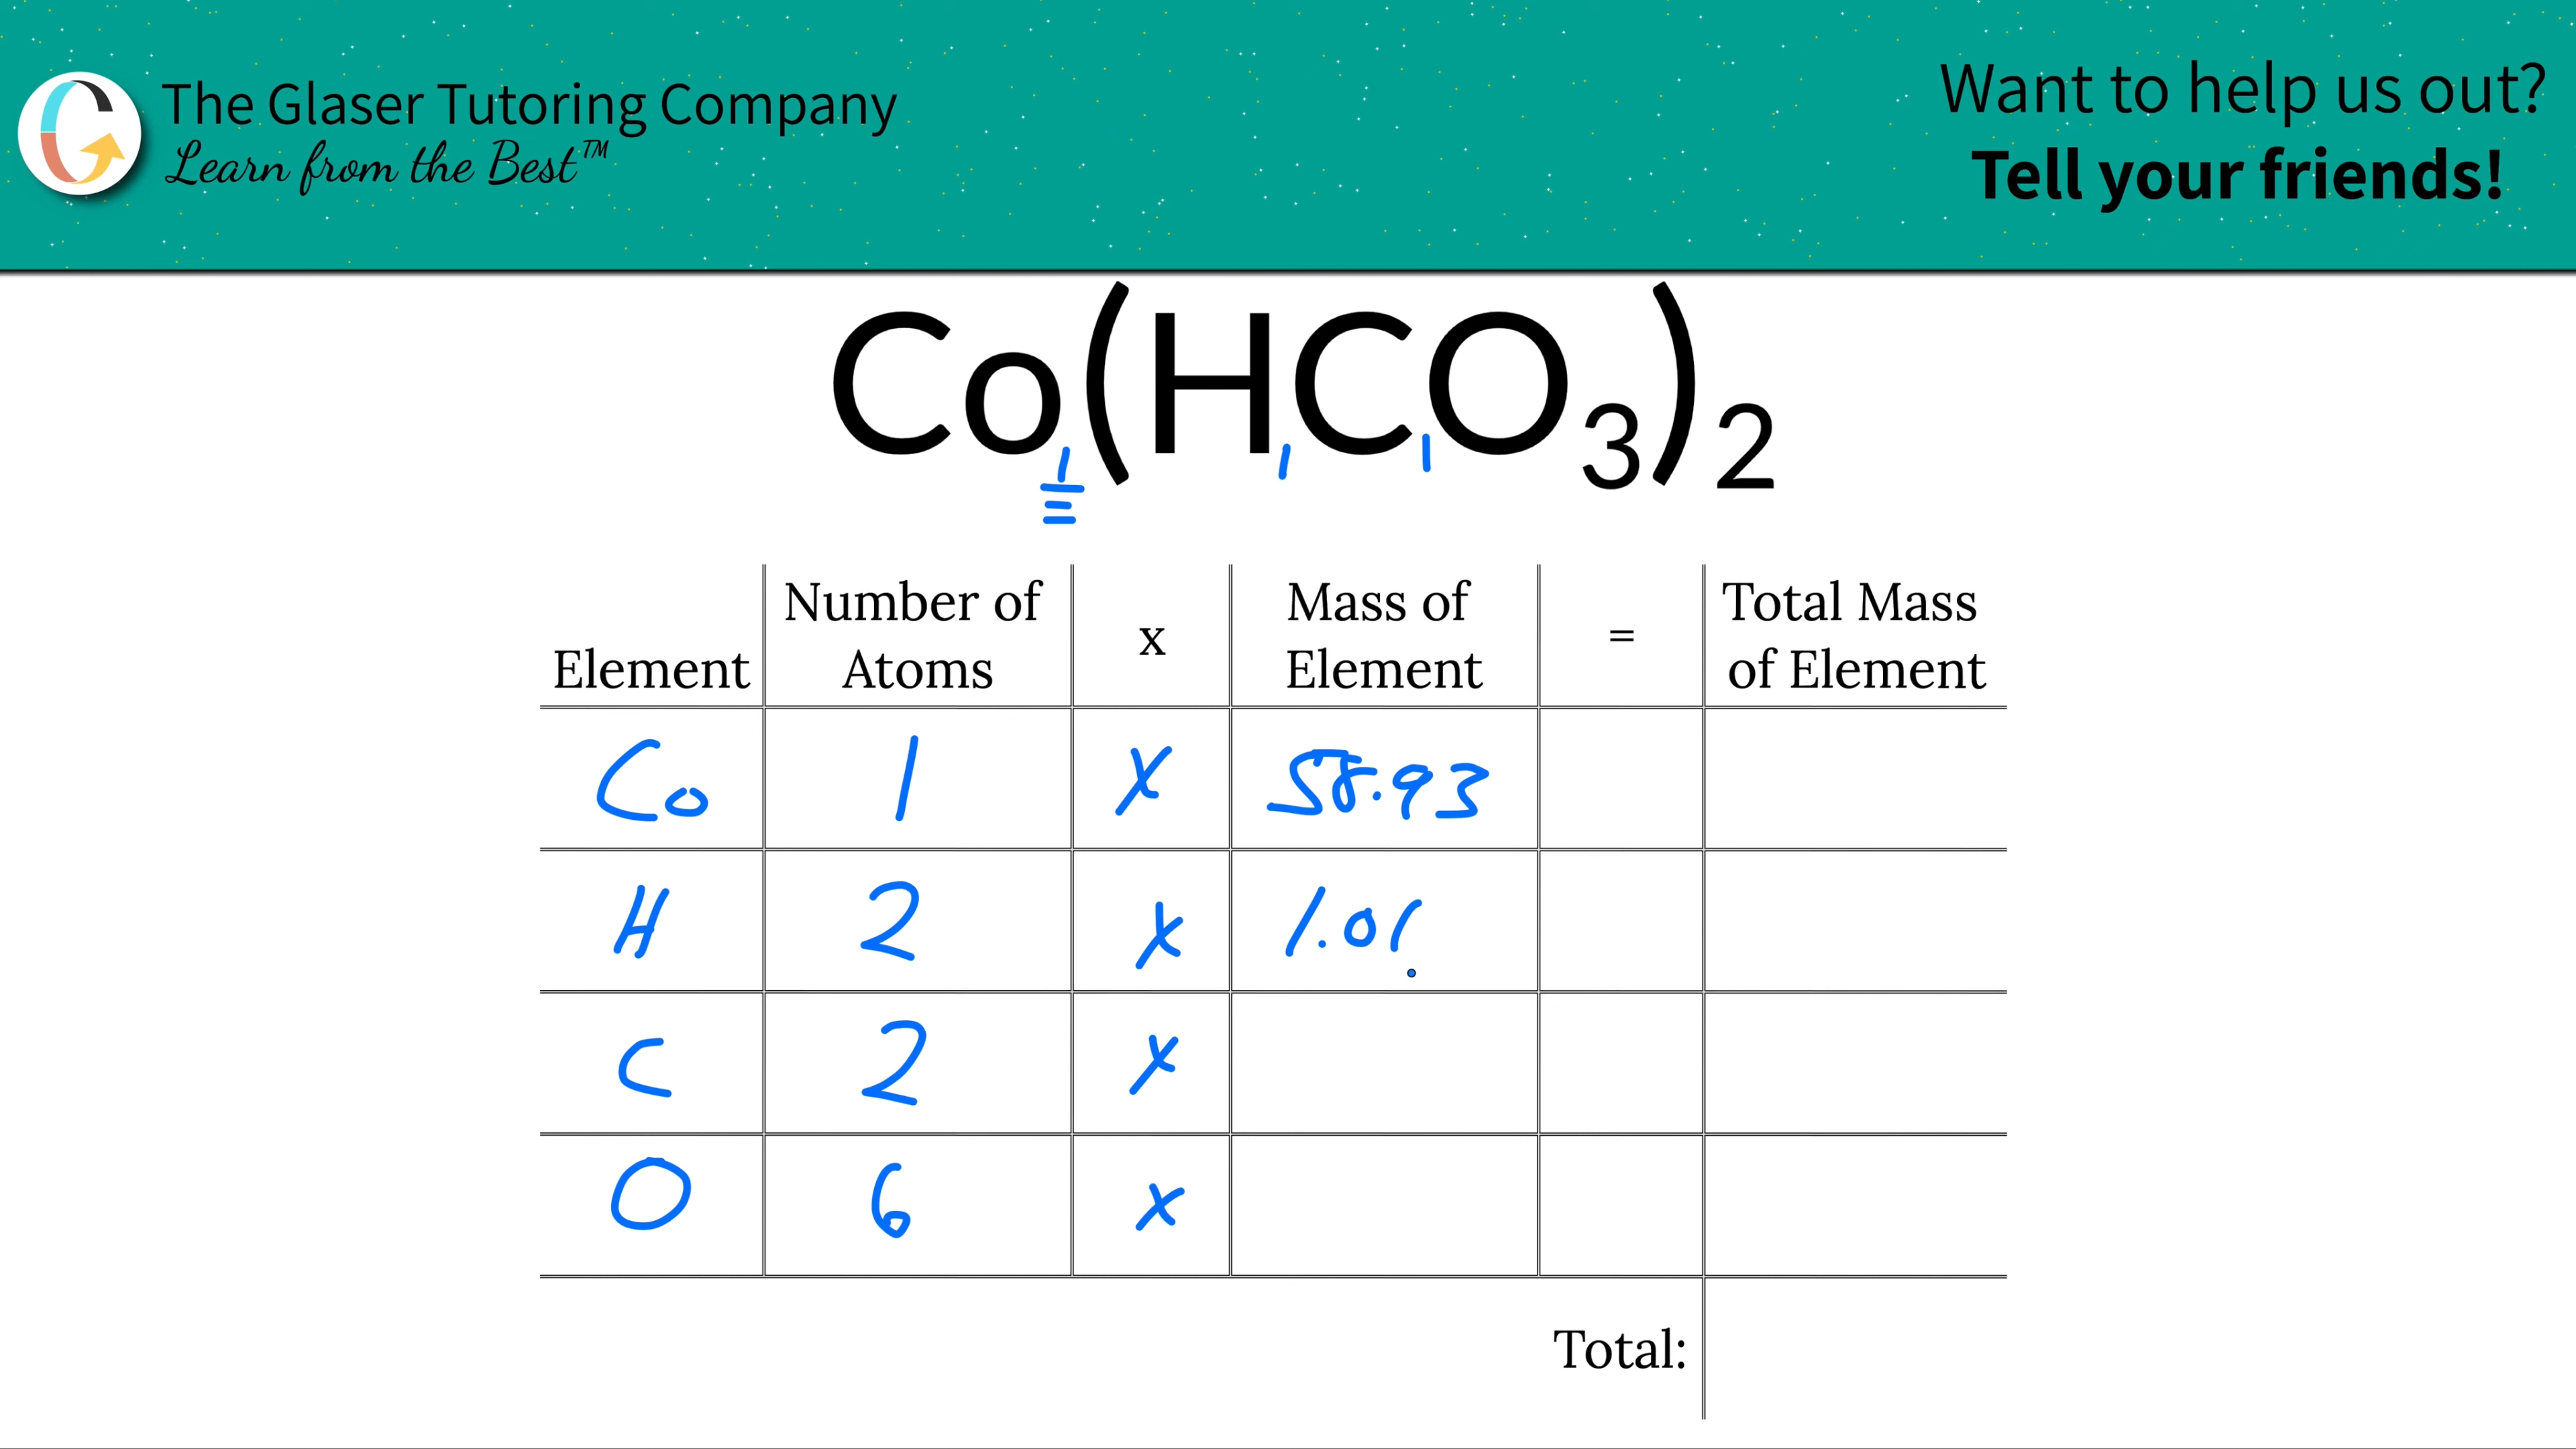 The Glaser Tutoring Company
Learn from the Best™
Want to help us out?
Tell your friends!
Co(HCO3)2
1 1 1
Element Number of Atoms x Mass of Element = Total Mass of Element
Co 1 x 58.93
H 2 x 1.01
C 2 x
O 6 x
Total: